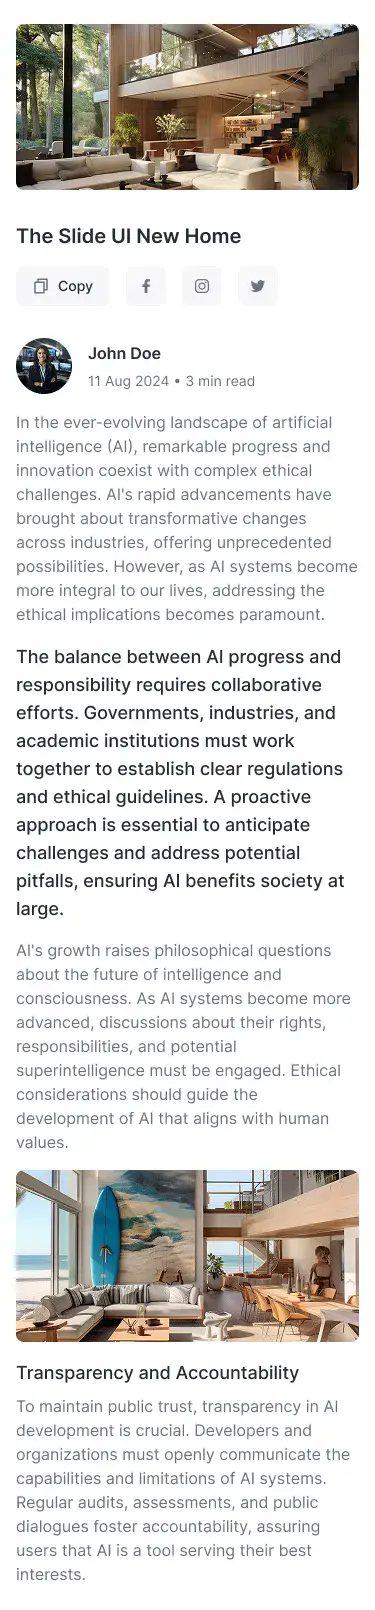 The Slide UI New Home
Copy
John Doe
11 Aug 2024 • 3 min read
In the ever-evolving landscape of artificial
intelligence (AI), remarkable progress and
innovation coexist with complex ethical
challenges. AI's rapid advancements have
brought about transformative changes
across industries, offering unprecedented
possibilities. However, as AI systems become
more integral to our lives, addressing the
ethical implications becomes paramount.
The balance between AI progress and
responsibility requires collaborative
efforts. Governments, industries, and
academic institutions must work
together to establish clear regulations
and ethical guidelines. A proactive
approach is essential to anticipate
challenges and address potential
pitfalls, ensuring AI benefits society at
large.
AI's growth raises philosophical questions
about the future of intelligence and
consciousness. As AI systems become more
advanced, discussions about their rights,
responsibilities, and potential
superintelligence must be engaged. Ethical
considerations should guide the
development of AI that aligns with human
values.
Transparency and Accountability
To maintain public trust, transparency in AI
development is crucial. Developers and
organizations must openly communicate the
capabilities and limitations of AI systems.
Regular audits, assessments, and public
dialogues foster accountability, assuring
users that AI is a tool serving their best
interests.